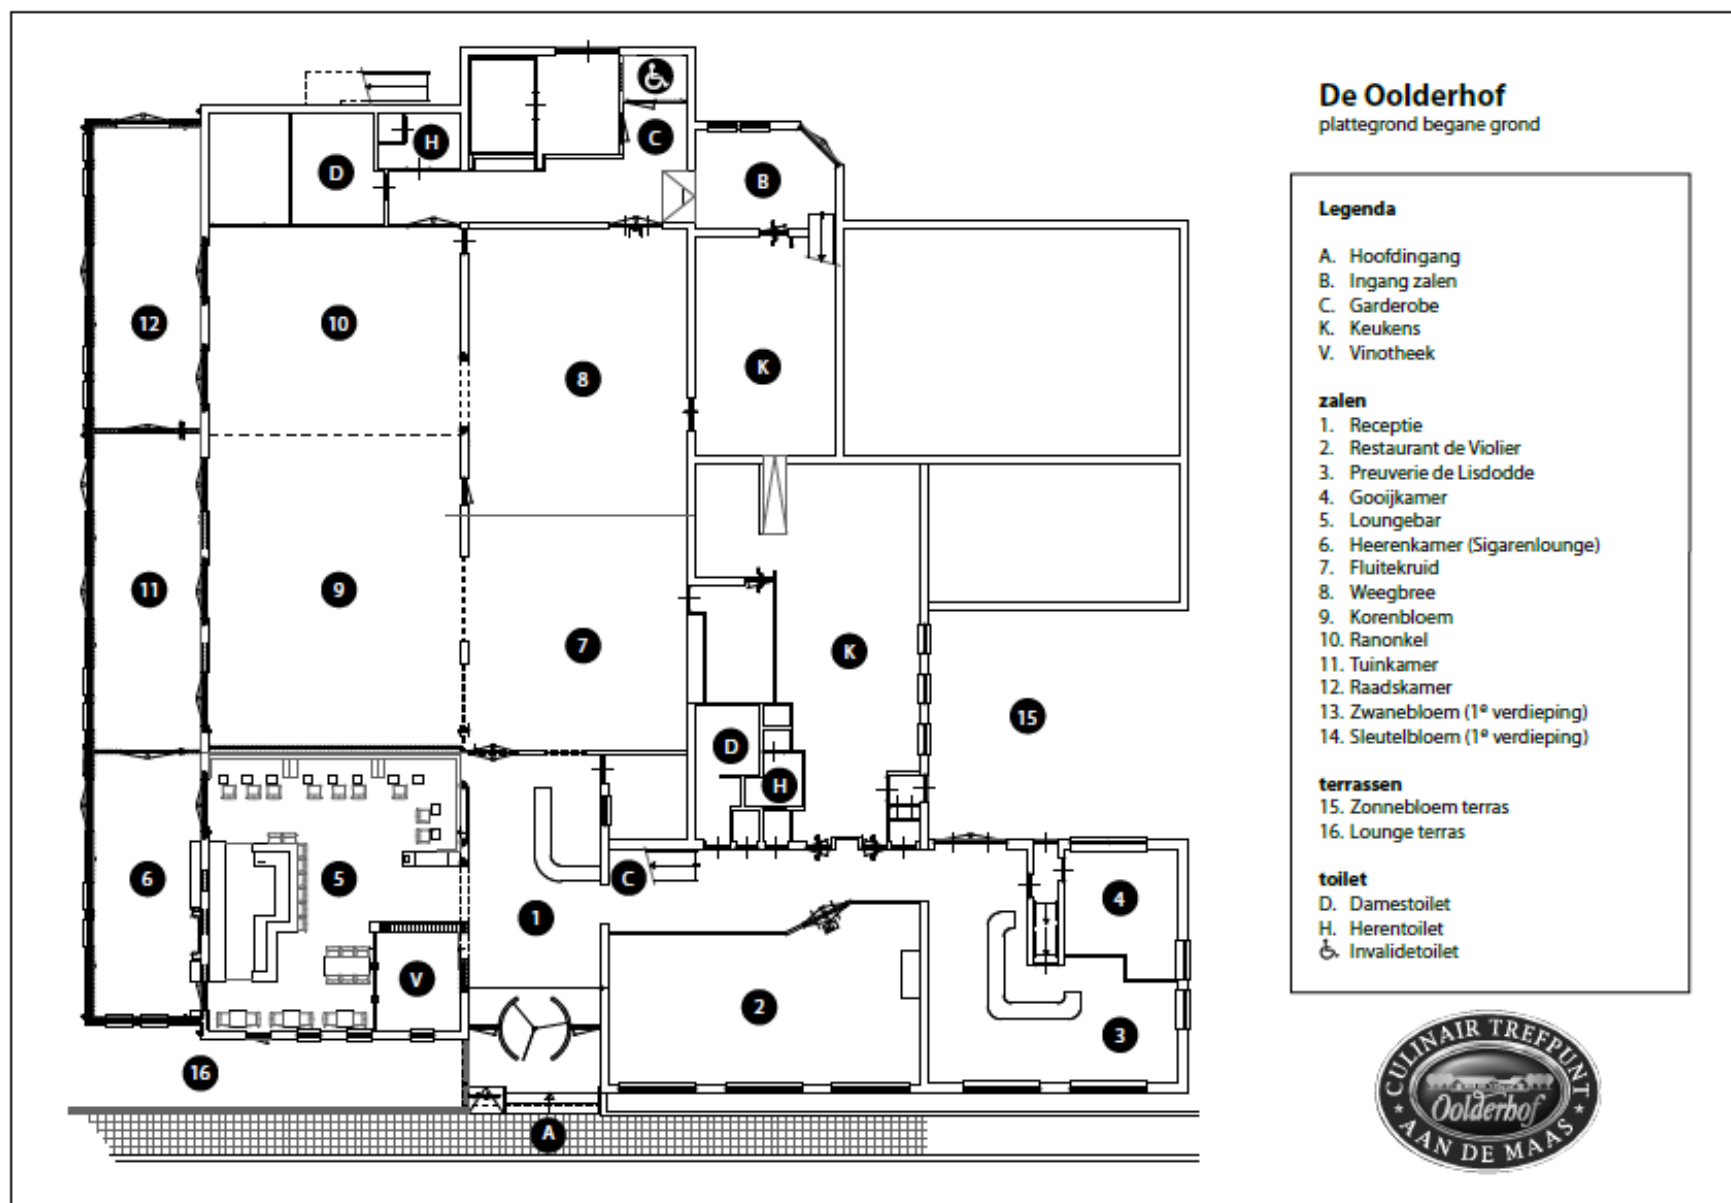 De Oolderhof
plattegrond begane grond
Legenda
A. Hoofdingang
B. Ingang zalen
C. Garderobe
K. Keukens
V. Vinotheek
zalen
1. Receptie
2. Restaurant de Violier
3. Preuverie de Lisdodde
4. Gooijkamer
5. Loungebar
6. Heerenkamer (Sigarenlounge)
7. Fluitekruid
8. Weegbree
9. Korenbloem
10. Ranonkel
11. Tuinkamer
12. Raadskamer
13. Zwanebloem (1e verdieping)
14. Sleutelbloem (1e verdieping)
terrassen
15. Zonnebloem terras
16. Lounge terras
toilet
D. Damestoilet
H. Herentoilet
Invalidetoilet
CULINAIR TREFPUNT
Oolderhof
AAN DE MAAS
H
C
D
B
12
10
8
K
11
9
7
K
15
D
H
6
5
C
1
4
V
2
3
16
A